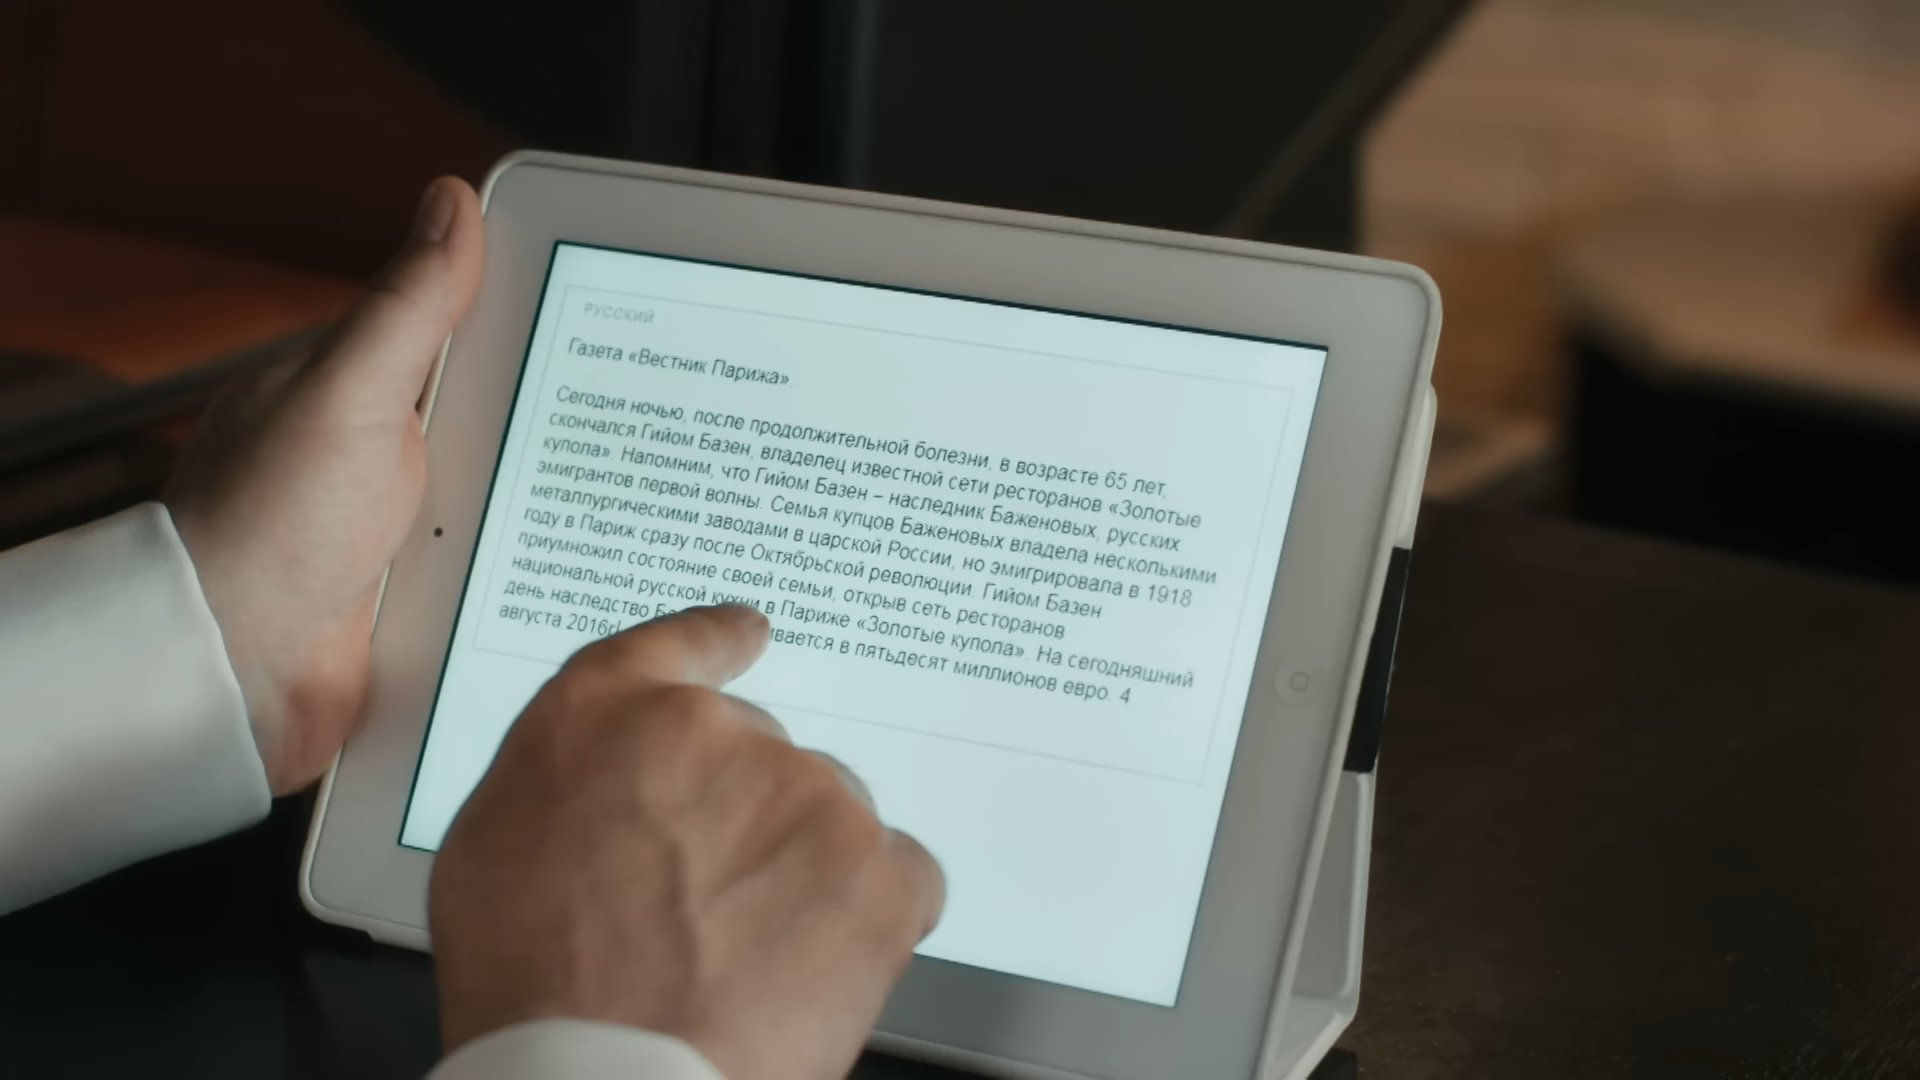 РУССКИЙ
Газета «Вестник Парижа».
Сегодня ночью, после продолжительной болезни, в возрасте 65 лет,
скончался Гийом Базен, владелец известной сети ресторанов «Золотые
купола». Напомним, что Гийом Базен – наследник Баженовых, русских
эмигрантов первой волны. Семья купцов Баженовых владела несколькими
металлургическими заводами в царской России, но эмигрировала в 1918
году в Париж сразу после Октябрьской революции. Гийом Базен
приумножил состояние своей семьи, открыв сеть ресторанов
национальной русской кухни в Париже «Золотые купола». На сегодняшний
день наследство в пятьдесят миллионов евро. 4
августа 2016г